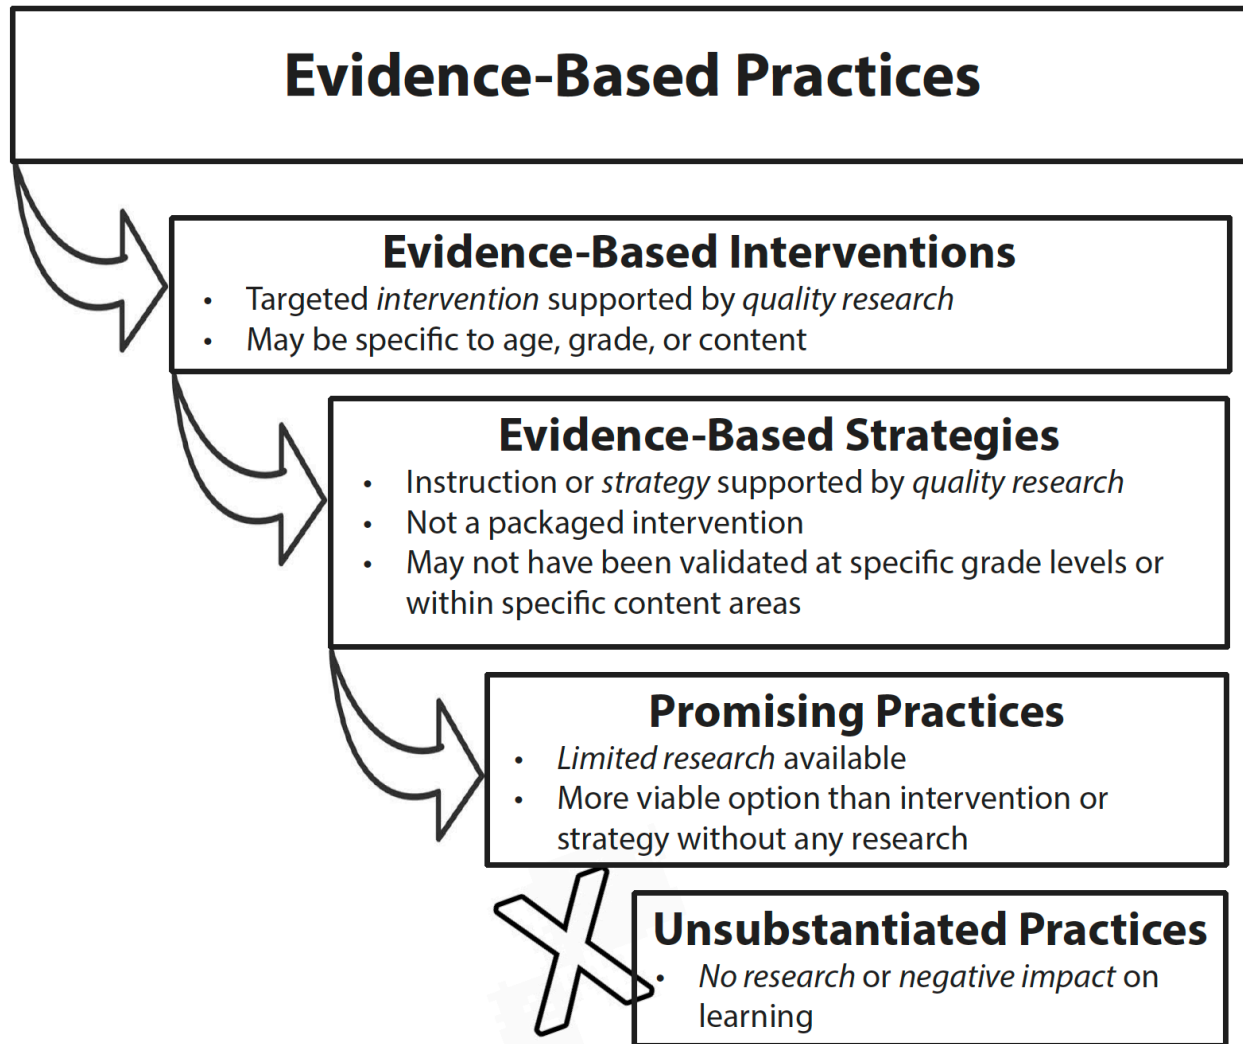 Evidence-Based Practices
Evidence-Based Interventions
• Targeted intervention supported by quality research
• May be specific to age, grade, or content
Evidence-Based Strategies
• Instruction or strategy supported by quality research
• Not a packaged intervention
• May not have been validated at specific grade levels or
within specific content areas
Promising Practices
• Limited research available
• More viable option than intervention or
strategy without any research
Unsubstantiated Practices
• No research or negative impact on
learning